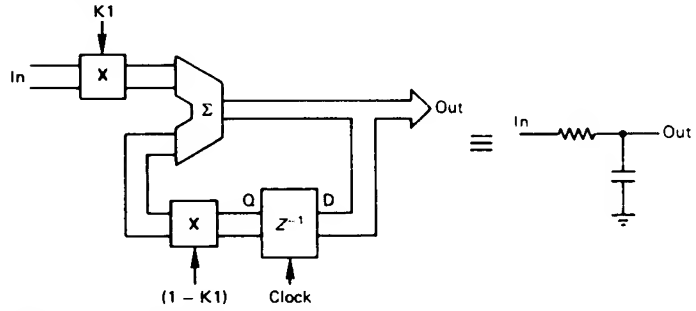 K1
In
X
Σ
Out
In
Out
Q
D
X
Z⁻¹
(1 − K1)
Clock